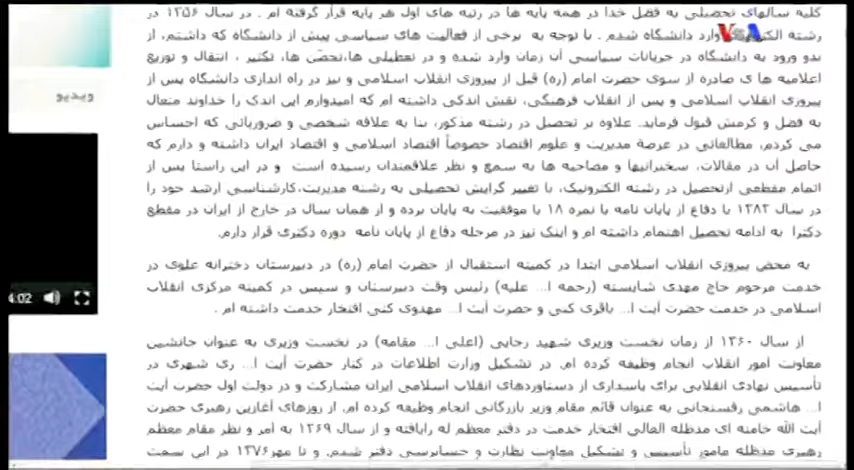 کلیه سالهای تحصیلی به فضل خدا در همه پایه ها در رتبه های اول هر پایه قرار گرفته ام . در سال ۱۳۵۶ در
VOA
رشته وارد دانشگاه شدم . با توجه به برخی از فعالیت های سیاسی پیش از دانشگاه که داشتم، از
بدو ورود به دانشگاه در جریانات سیاسی آن زمان وارد شده و در تعطیلی ها،تحصّن ها، تکثیر ، انتقال و توزیع
اعلامیه ها ی صادره از سوی حضرت امام (ره) قبل از پیروزی انقلاب اسلامی و نیز در راه اندازی دانشگاه پس از
پیروزی انقلاب اسلامی و پس از انقلاب فرهنگی، نقش اندکی داشته ام که امیدوارم این اندک را خداوند متعال
به فضل و کرمش قبول فرماید. علاوه بر تحصیل در رشته مذکور، بنا به علاقه شخصی و ضروریاتی که احساس
می کردم، مطالعاتی در عرصۀ مدیریت و علوم اقتصاد خصوصاً اقتصاد اسلامی و اقتصاد ایران داشته و دارم که
حاصل آن در مقالات، سخنرانیها و مصاحبه ها به سمع و نظر علاقمندان رسیده است و در این راستا پس از
اتمام مقطعی ازتحصیل در رشته الکترونیک، با تغییر گرایش تحصیلی به رشته مدیریت،کارشناسی ارشد خود را
در سال ۱۳۸۳ با دفاع از پایان نامه با نمره ۱۸ با موفقیت به پایان برده و از همان سال در خارج از ایران در مقطع
دکترا به ادامه تحصیل اهتمام داشته ام و اینک نیز در مرحله دفاع از پایان نامه دوره دکتری قرار دارم.
به محض پیروزی انقلاب اسلامی ابتدا در کمیته استقبال از حضرت امام (ره) در دبیرستان دخترانه علوی در
خدمت مرحوم حاج مهدی شایسته (رحمه ا... علیه) رئیس وقت دبیرستان و سپس در کمیته مرکزی انقلاب
اسلامی در خدمت حضرت آیت ا... باقری کنی و حضرت آیت ا... مهدوی کنی افتخار خدمت داشته ام .
از سال ۱۳۶۰ از زمان نخست وزیری شهید رجایی (اعلی ا... مقامه) در نخست وزیری به عنوان جانشین
معاونت امور انقلاب انجام وظیفه کرده ام. در تشکیل وزارت اطلاعات در کنار حضرت آیت ا... ری شهری در
تأسیس نهادی انقلابی برای پاسداری از دستاوردهای انقلاب اسلامی ایران مشارکت و در دولت اول حضرت آیت
ا... هاشمی رفسنجانی به عنوان قائم مقام وزیر بازرگانی انجام وظیفه کرده ام. از روزهای آغازین رهبری حضرت
آیت الله خامنه ای مدظله العالی افتخار خدمت در دفتر معظم له رایافته و از سال ۱۳۶۹ به امر و نظر مقام معظم
رهبری مدظله مامور تأسیس و تشکیل معاونت نظارت و حسابرسی دفتر شدم. و تا مهر۱۳۷۶ در این سمت
ویدیو
4:02